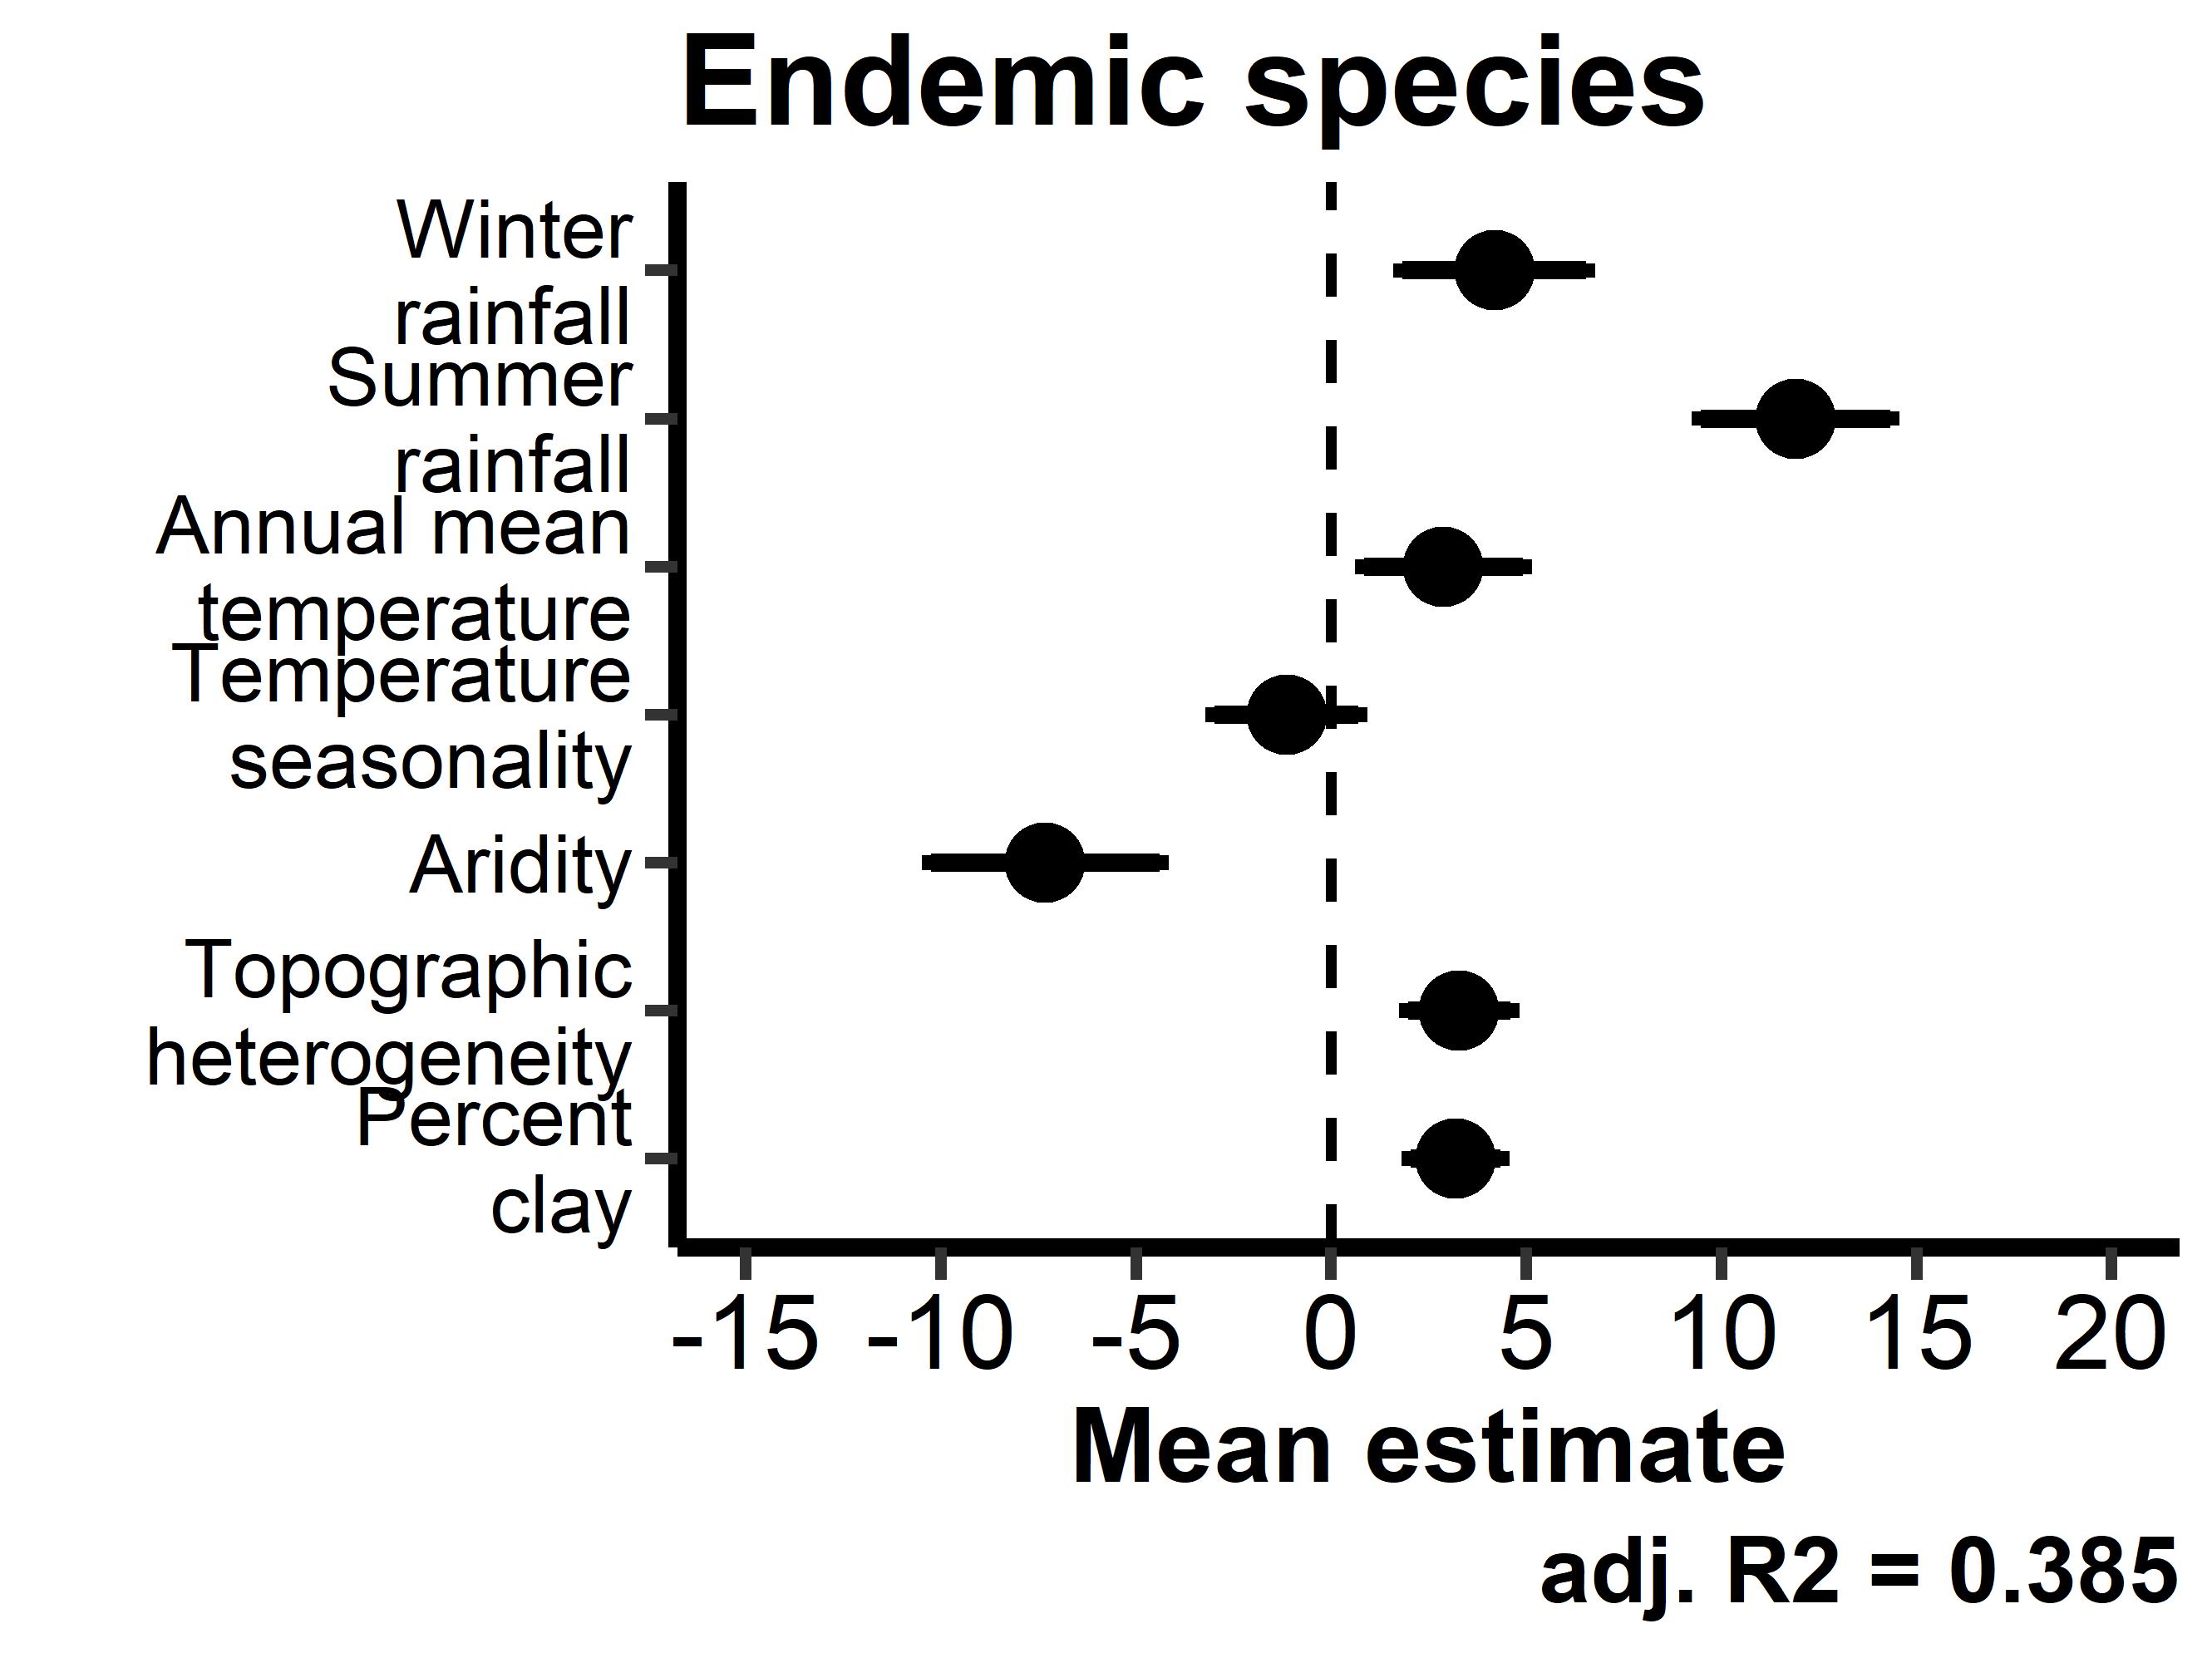 Endemic species
Winter
rainfall
Summer
rainfall
Annual mean
temperature
Temperature
seasonality
Aridity
Topographic
heterogeneity
Percent
clay
-15 -10 -5 0 5 10 15 20
Mean estimate
adj. R2 = 0.385